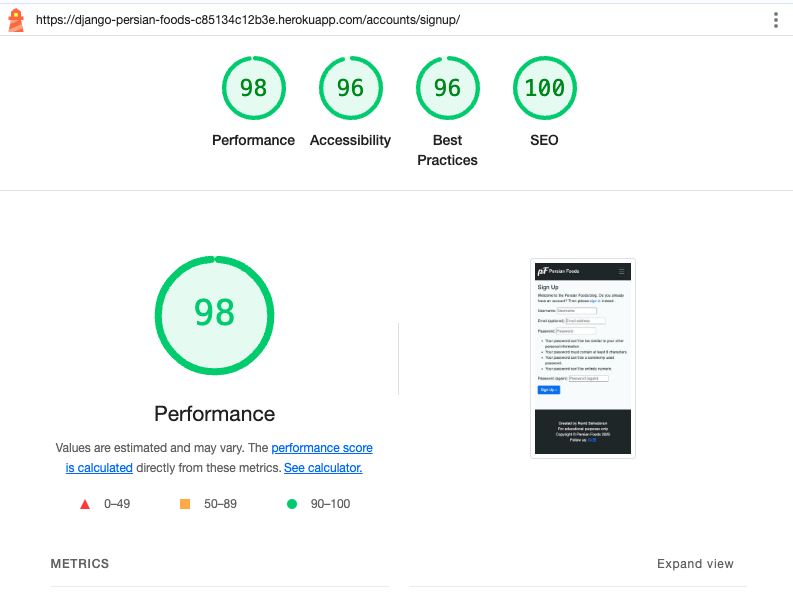 https://django-persian-foods-c85134c12b3e.herokuapp.com/accounts/signup/
98
96
96
100
Performance
Accessibility
Best
Practices
SEO
98
Performance
Values are estimated and may vary. The performance score
is calculated directly from these metrics. See calculator.
0–49
50–89
90–100
Persian Foods
Sign Up
Welcome to the Persian Foods blog. Do you already
have an account? Then please sign in instead.
Username: Username
Email (optional): Email address
Password: Password
Your password can't be too similar to your other
personal information.
Your password must contain at least 8 characters.
Your password can't be a commonly used
password.
Your password can't be entirely numeric.
Password (again): Password (again)
Sign Up »
Created by
For educational purposes only
Copyright © Persian Foods
Follow us:
METRICS
Expand view